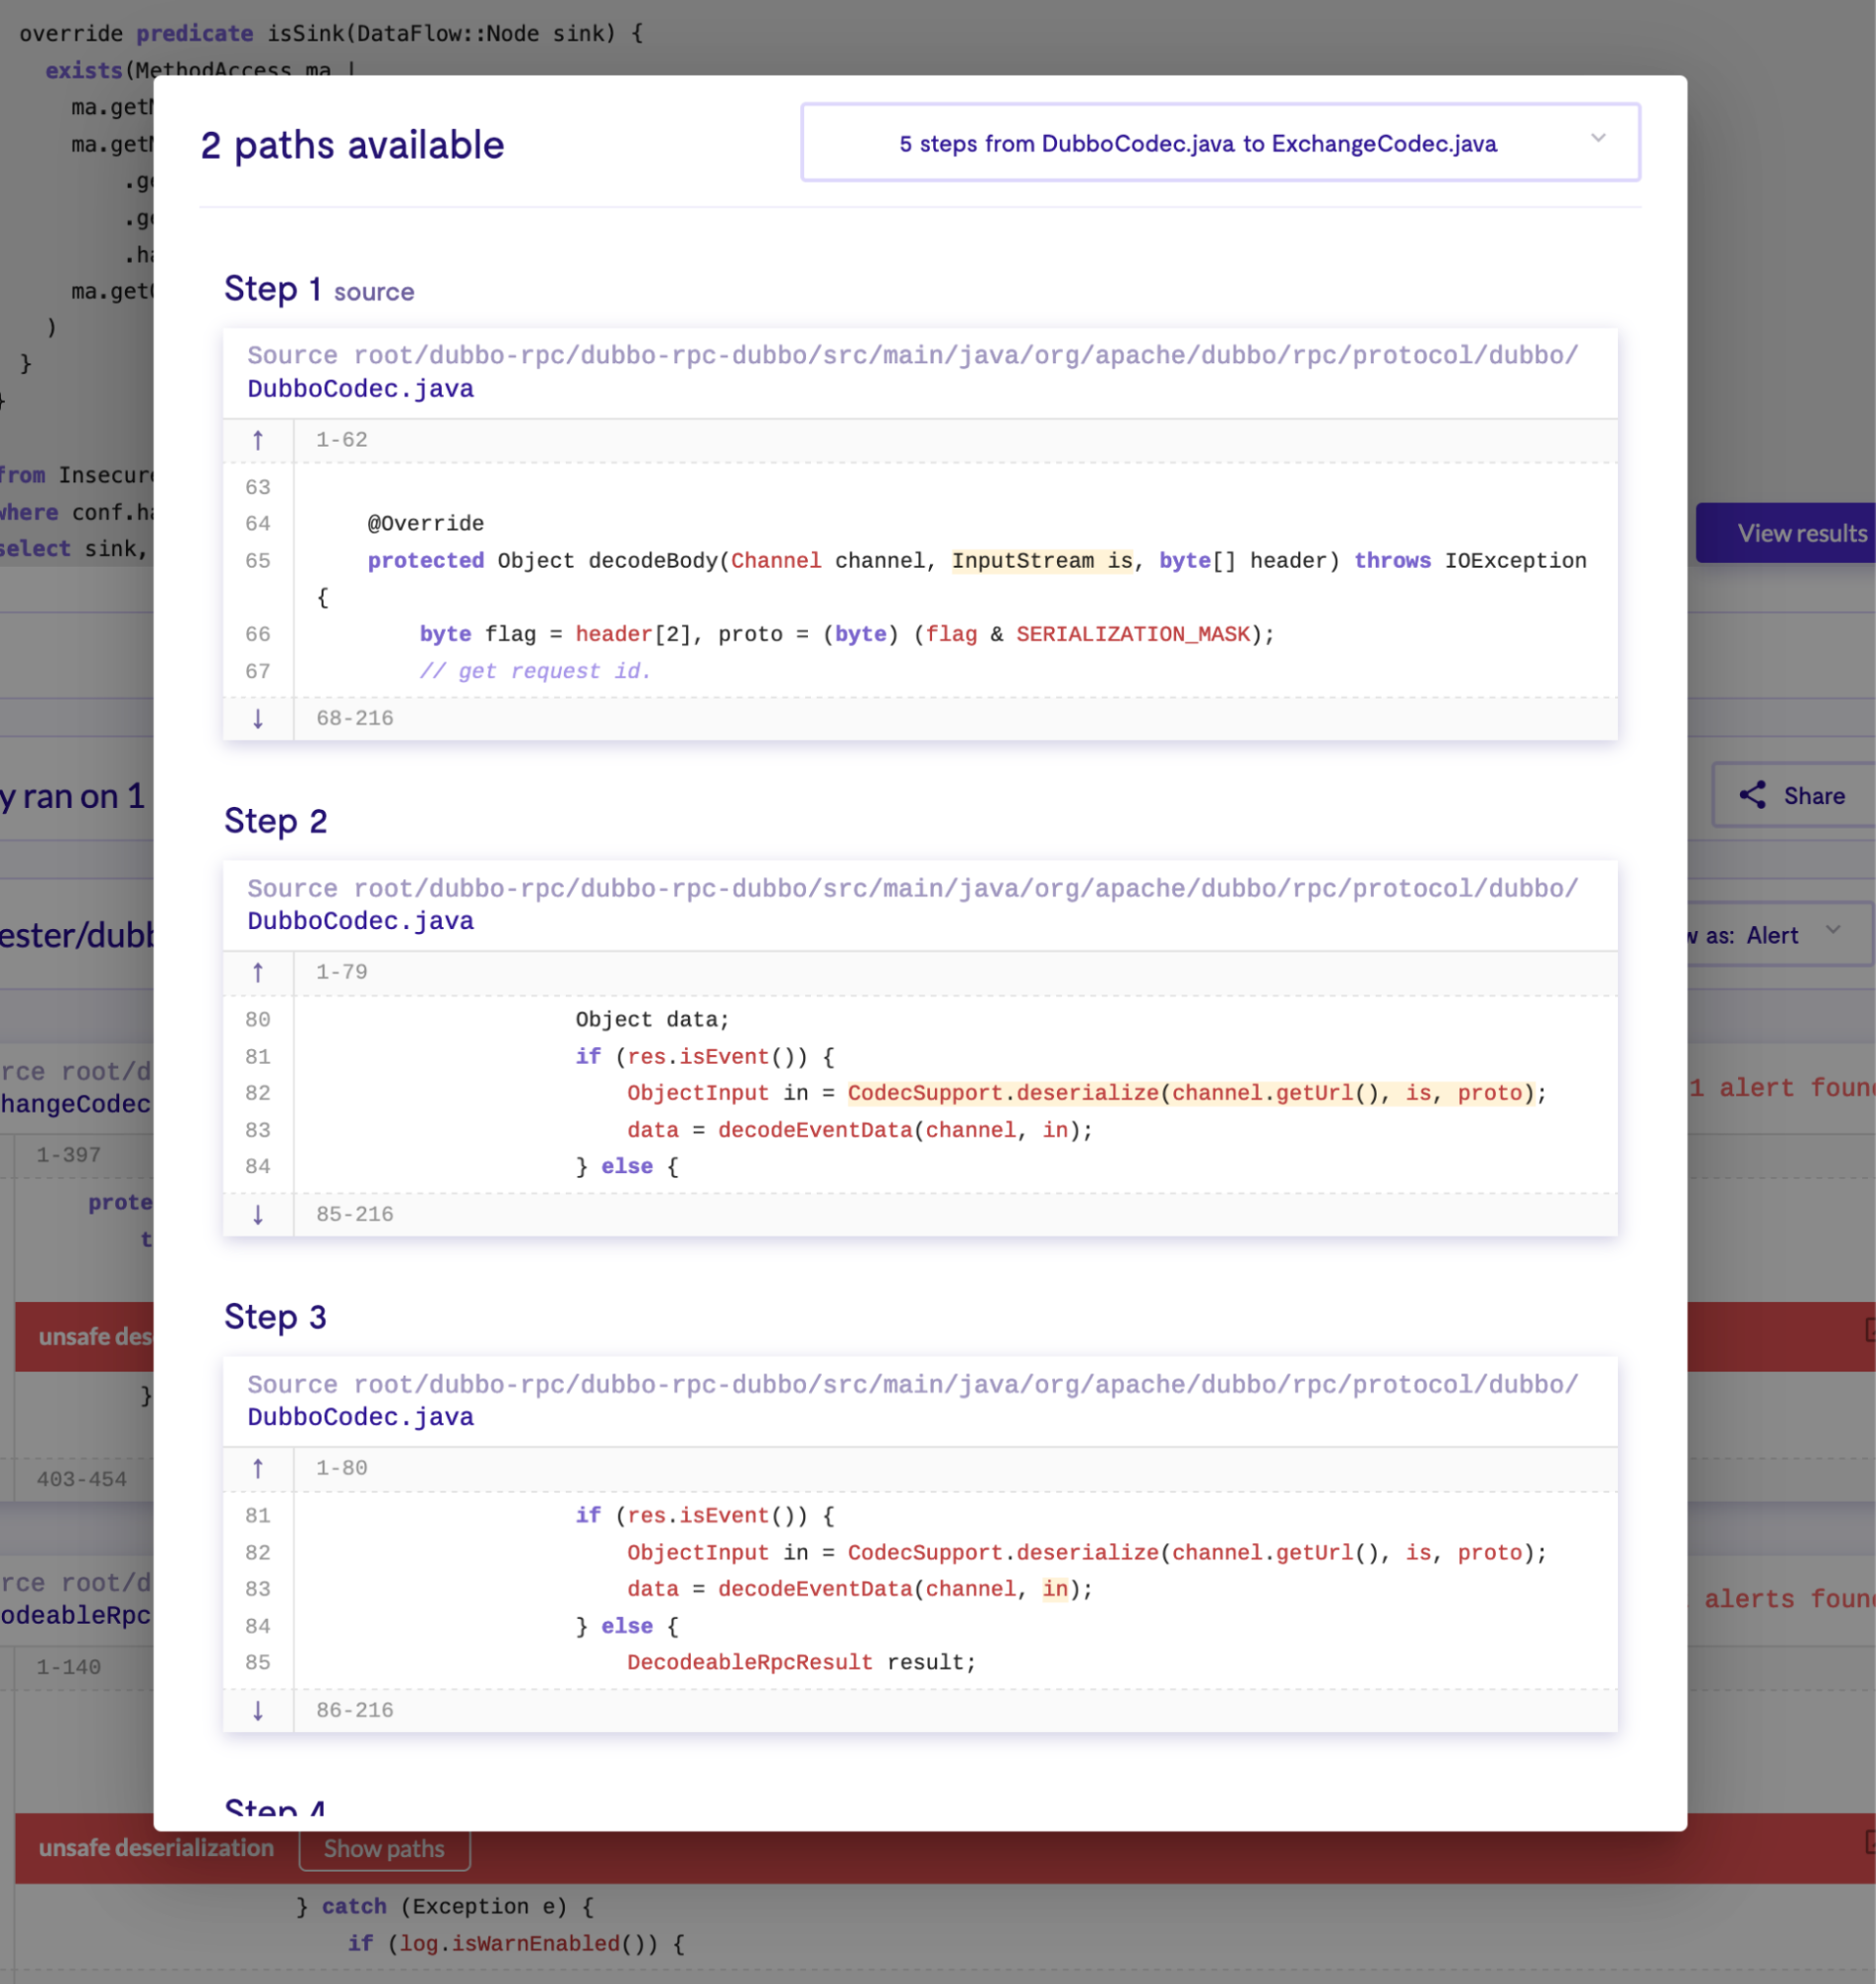 override predicate isSink(DataFlow::Node sink) {
exists(MethodAccess ma |
ma.get
ma.get
.ge
.ge
.ha
ma.get
)
}
}
from Insecure
where conf.ha
select sink,
View results
2 paths available
5 steps from DubboCodec.java to ExchangeCodec.java
Step 1 source
Source root/dubbo-rpc/dubbo-rpc-dubbo/src/main/java/org/apache/dubbo/rpc/protocol/dubbo/
DubboCodec.java
↑ 1-62
63
64 @Override
65 protected Object decodeBody(Channel channel, InputStream is, byte[] header) throws IOException
{
66 byte flag = header[2], proto = (byte) (flag & SERIALIZATION_MASK);
67 // get request id.
↓ 68-216
y ran on 1
Share
Step 2
Source root/dubbo-rpc/dubbo-rpc-dubbo/src/main/java/org/apache/dubbo/rpc/protocol/dubbo/
DubboCodec.java
ester/dubb
w as: Alert
↑ 1-79
80 Object data;
81 if (res.isEvent()) {
82 ObjectInput in = CodecSupport.deserialize(channel.getUrl(), is, proto);
83 data = decodeEventData(channel, in);
84 } else {
↓ 85-216
rce root/d
hangeCodec
1 alert foun
1-397
prote
t
unsafe des
}
403-454
Step 3
Source root/dubbo-rpc/dubbo-rpc-dubbo/src/main/java/org/apache/dubbo/rpc/protocol/dubbo/
DubboCodec.java
↑ 1-80
81 if (res.isEvent()) {
82 ObjectInput in = CodecSupport.deserialize(channel.getUrl(), is, proto);
83 data = decodeEventData(channel, in);
84 } else {
85 DecodeableRpcResult result;
↓ 86-216
rce root/d
odeableRpc
alerts foun
1-140
Step 4
unsafe deserialization Show paths
} catch (Exception e) {
if (log.isWarnEnabled()) {